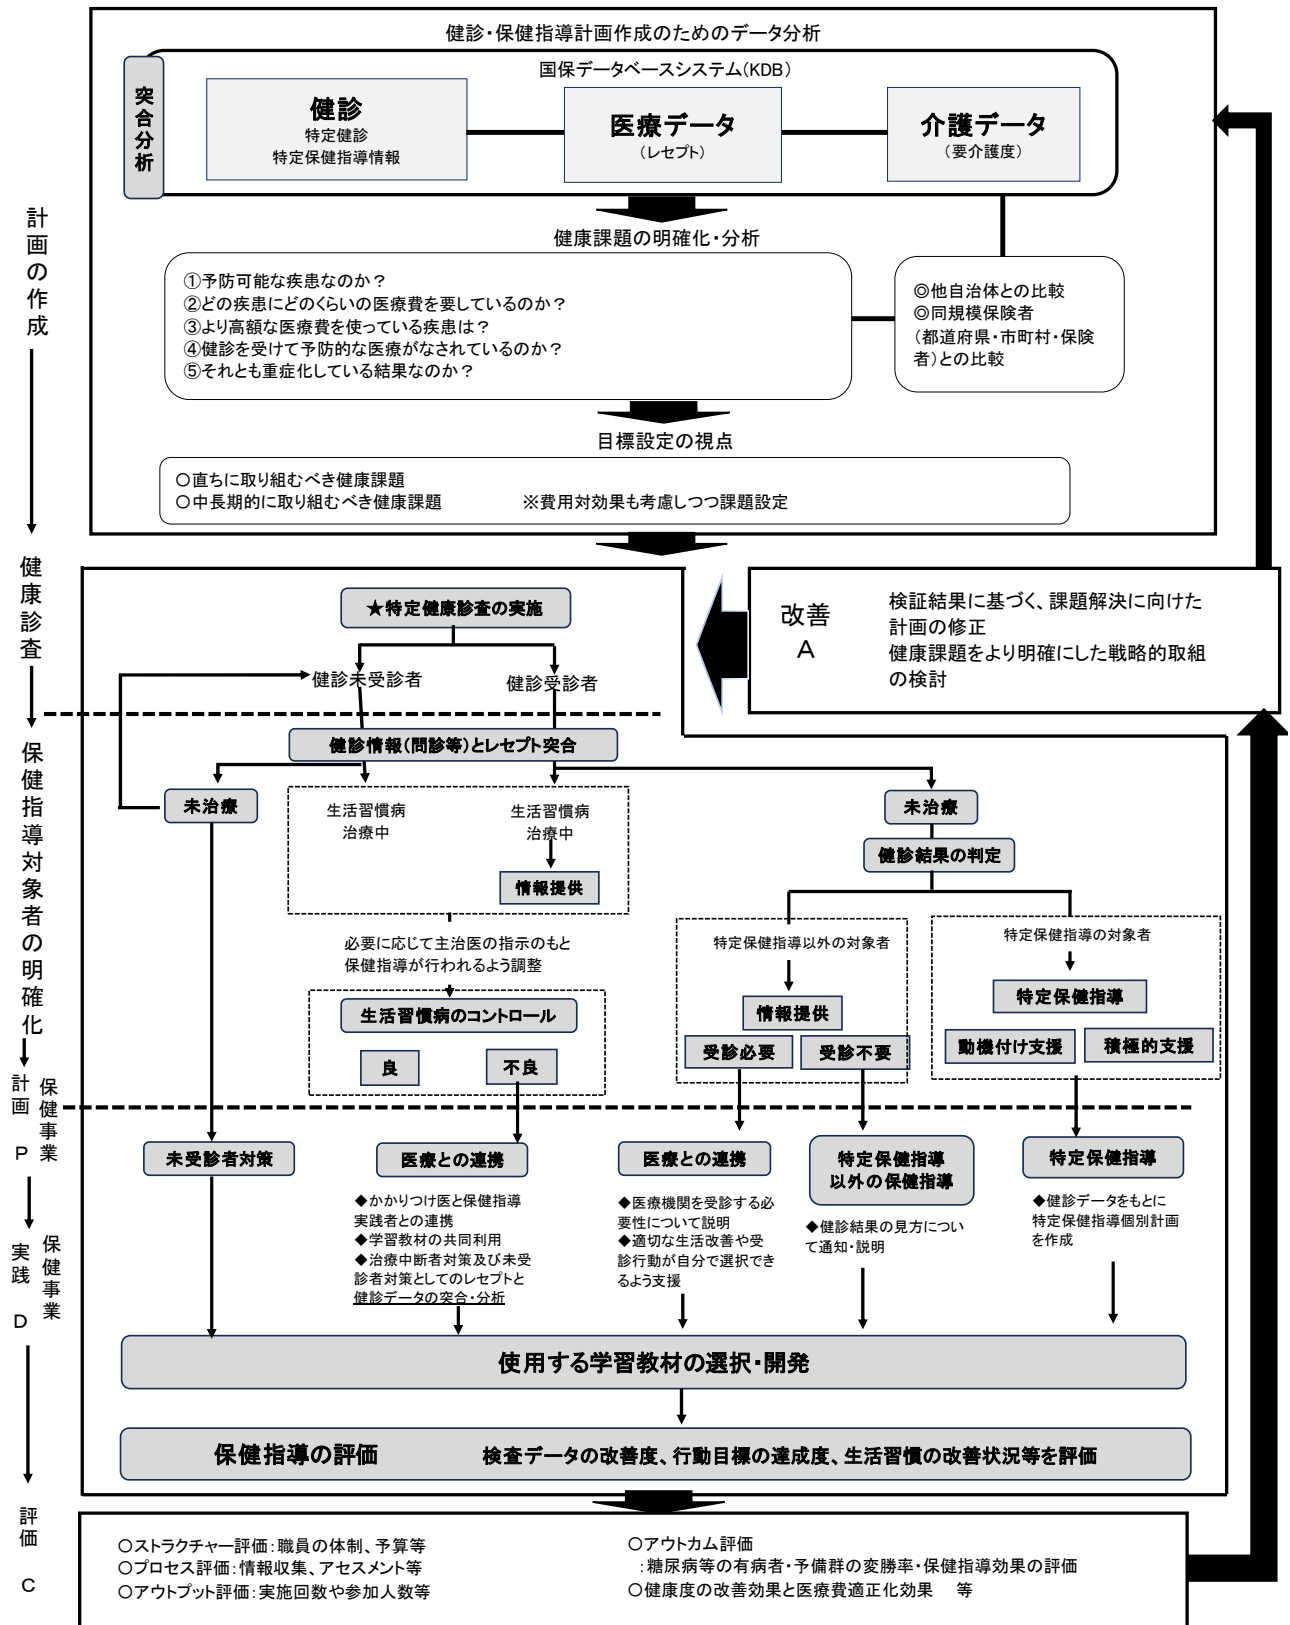 健診・保健指導計画作成のためのデータ分析
国保データベースシステム(KDB)
突合分析
健診
特定健診
特定保健指導情報
医療データ
(レセプト)
介護データ
(要介護度)
計画の作成
健康課題の明確化・分析
①予防可能な疾患なのか？
②どの疾患にどのくらいの医療費を要しているのか？
③より高額な医療費を使っている疾患は？
④健診を受けて予防的な医療がなされているのか？
⑤それとも重症化している結果なのか？
◎他自治体との比較
◎同規模保険者
(都道府県・市町村・保険
者)との比較
目標設定の視点
○直ちに取り組むべき健康課題
○中長期的に取り組むべき健康課題　　※費用対効果も考慮しつつ課題設定
健康診査
★特定健康診査の実施
健診未受診者
健診受診者
改善
A
検証結果に基づく、課題解決に向けた
計画の修正
健康課題をより明確にした戦略的取組
の検討
保健指導対象者の明確化
健診情報(問診等)とレセプト突合
未治療
生活習慣病
治療中
生活習慣病
治療中
情報提供
未治療
健診結果の判定
必要に応じて主治医の指示のもと
保健指導が行われるよう調整
生活習慣病のコントロール
良
不良
特定保健指導以外の対象者
情報提供
受診必要
受診不要
特定保健指導の対象者
特定保健指導
動機付け支援
積極的支援
保健事業
計画 P
未受診者対策
医療との連携
◆かかりつけ医と保健指導
実践者との連携
◆学習教材の共同利用
◆治療中断者対策及び未受
診者対策としてのレセプトと
健診データの突合・分析
医療との連携
◆医療機関を受診する必
要性について説明
◆適切な生活改善や受
診行動が自分で選択でき
るよう支援
特定保健指導
以外の保健指導
◆健診結果の見方につい
て通知・説明
特定保健指導
◆健診データをもとに
特定保健指導個別計画
を作成
保健事業
実践 D
使用する学習教材の選択・開発
保健指導の評価　　検査データの改善度、行動目標の達成度、生活習慣の改善状況等を評価
評価 C
○ストラクチャー評価：職員の体制、予算等
○プロセス評価：情報収集、アセスメント等
○アウトプット評価：実施回数や参加人数等
○アウトカム評価
：糖尿病等の有病者・予備群の変勝率・保健指導効果の評価
○健康度の改善効果と医療費適正化効果　等